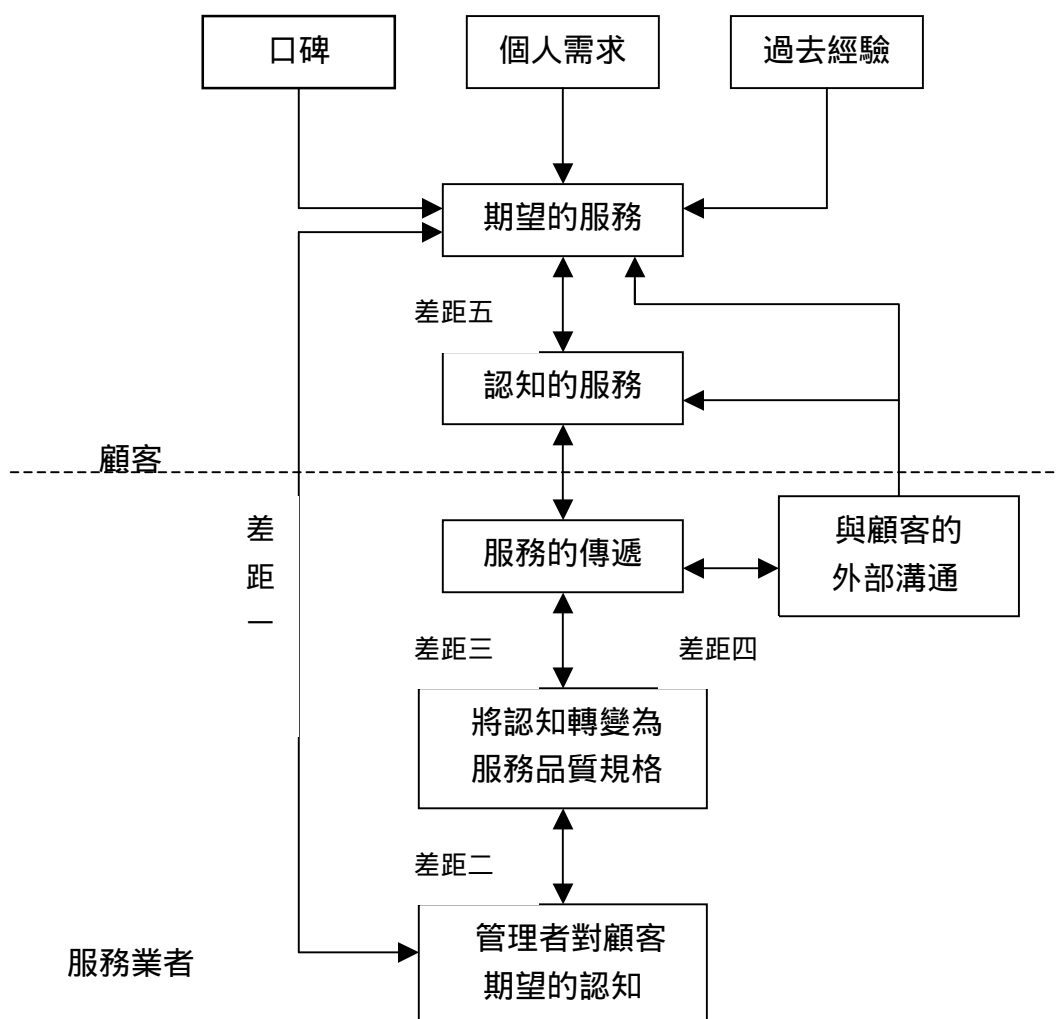 口碑
個人需求
過去經驗
期望的服務
差距五
認知的服務
顧客
差
距
一
服務的傳遞
與顧客的
外部溝通
差距三
差距四
將認知轉變為
服務品質規格
差距二
管理者對顧客
期望的認知
服務業者